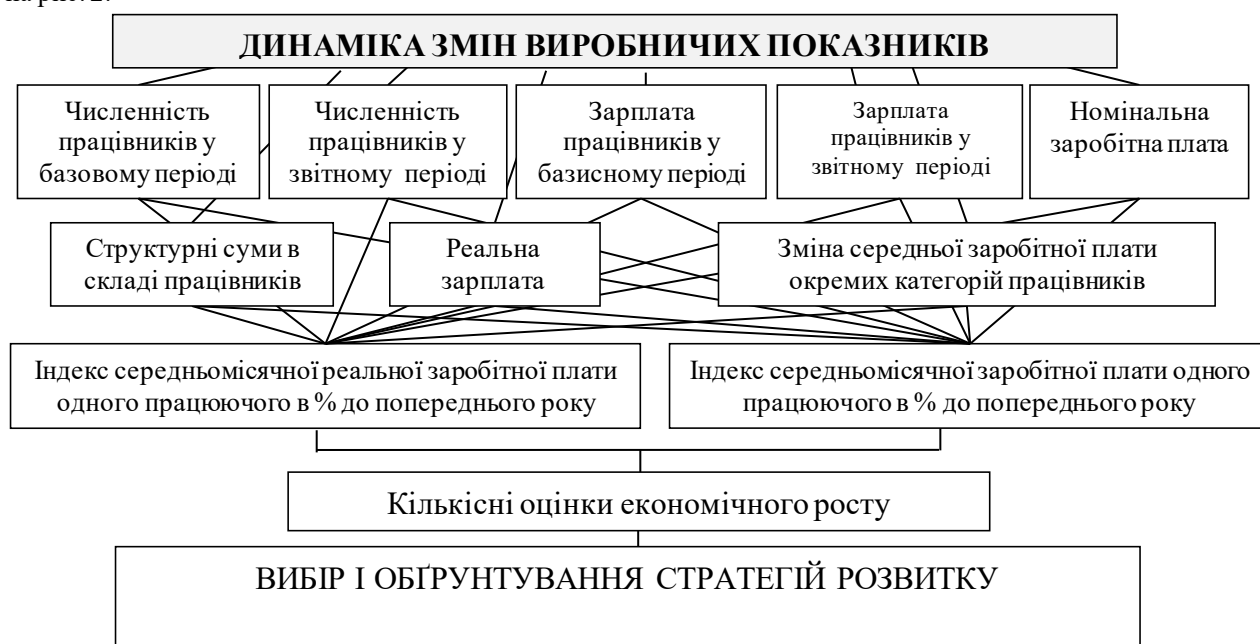 ДИНАМІКА ЗМІН ВИРОБНИЧИХ ПОКАЗНИКІВ
Численність
працівників у
базовому періоді
Численність
працівників у
звітному періоді
Зарплата
працівників у
базисному періоді
Зарплата
працівників у
звітному періоді
Номінальна
заробітна плата
Структурні суми в
складі працівників
Реальна
зарплата
Зміна середньої заробітної плати
окремих категорій працівників
Індекс середньомісячної реальної заробітної плати
одного працюючого в % до попереднього року
Індекс середньомісячної заробітної плати одного
працюючого в % до попереднього року
Кількісні оцінки економічного росту
ВИБІР І ОБҐРУНТУВАННЯ СТРАТЕГІЙ РОЗВИТКУ